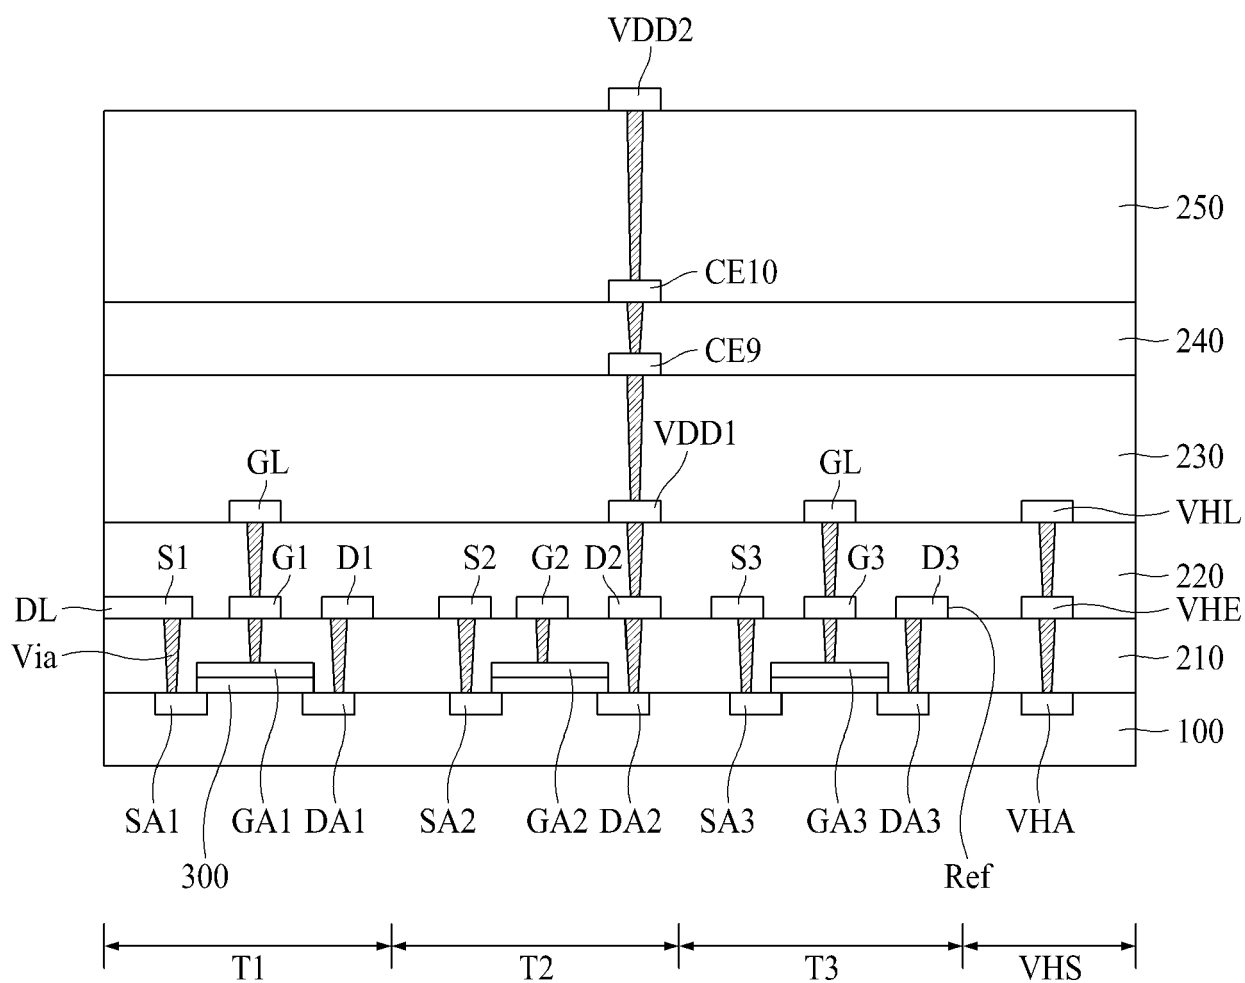 VDD2
250
CE10
240
CE9
VDD1
230
GL
GL
VHL
S1
G1
D1
S2
G2
D2
S3
G3
D3
220
DL
VHE
Via
210
100
SA1
GA1
DA1
SA2
GA2
DA2
SA3
GA3
DA3
VHA
300
Ref
T1
T2
T3
VHS